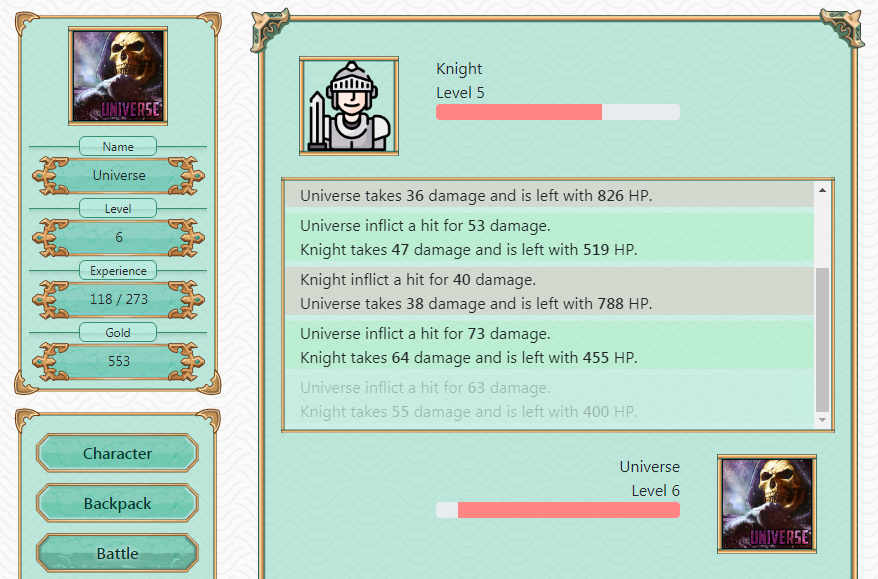 UNIVERSE
Name
Universe
Level
6
Experience
118 / 273
Gold
553
Character
Backpack
Battle
Knight
Level 5
Universe takes 36 damage and is left with 826 HP.
Universe inflict a hit for 53 damage.
Knight takes 47 damage and is left with 519 HP.
Knight inflict a hit for 40 damage.
Universe takes 38 damage and is left with 788 HP.
Universe inflict a hit for 73 damage.
Knight takes 64 damage and is left with 455 HP.
Universe inflict a hit for 63 damage.
Knight takes 55 damage and is left with 400 HP.
Universe
Level 6
UNIVERSE